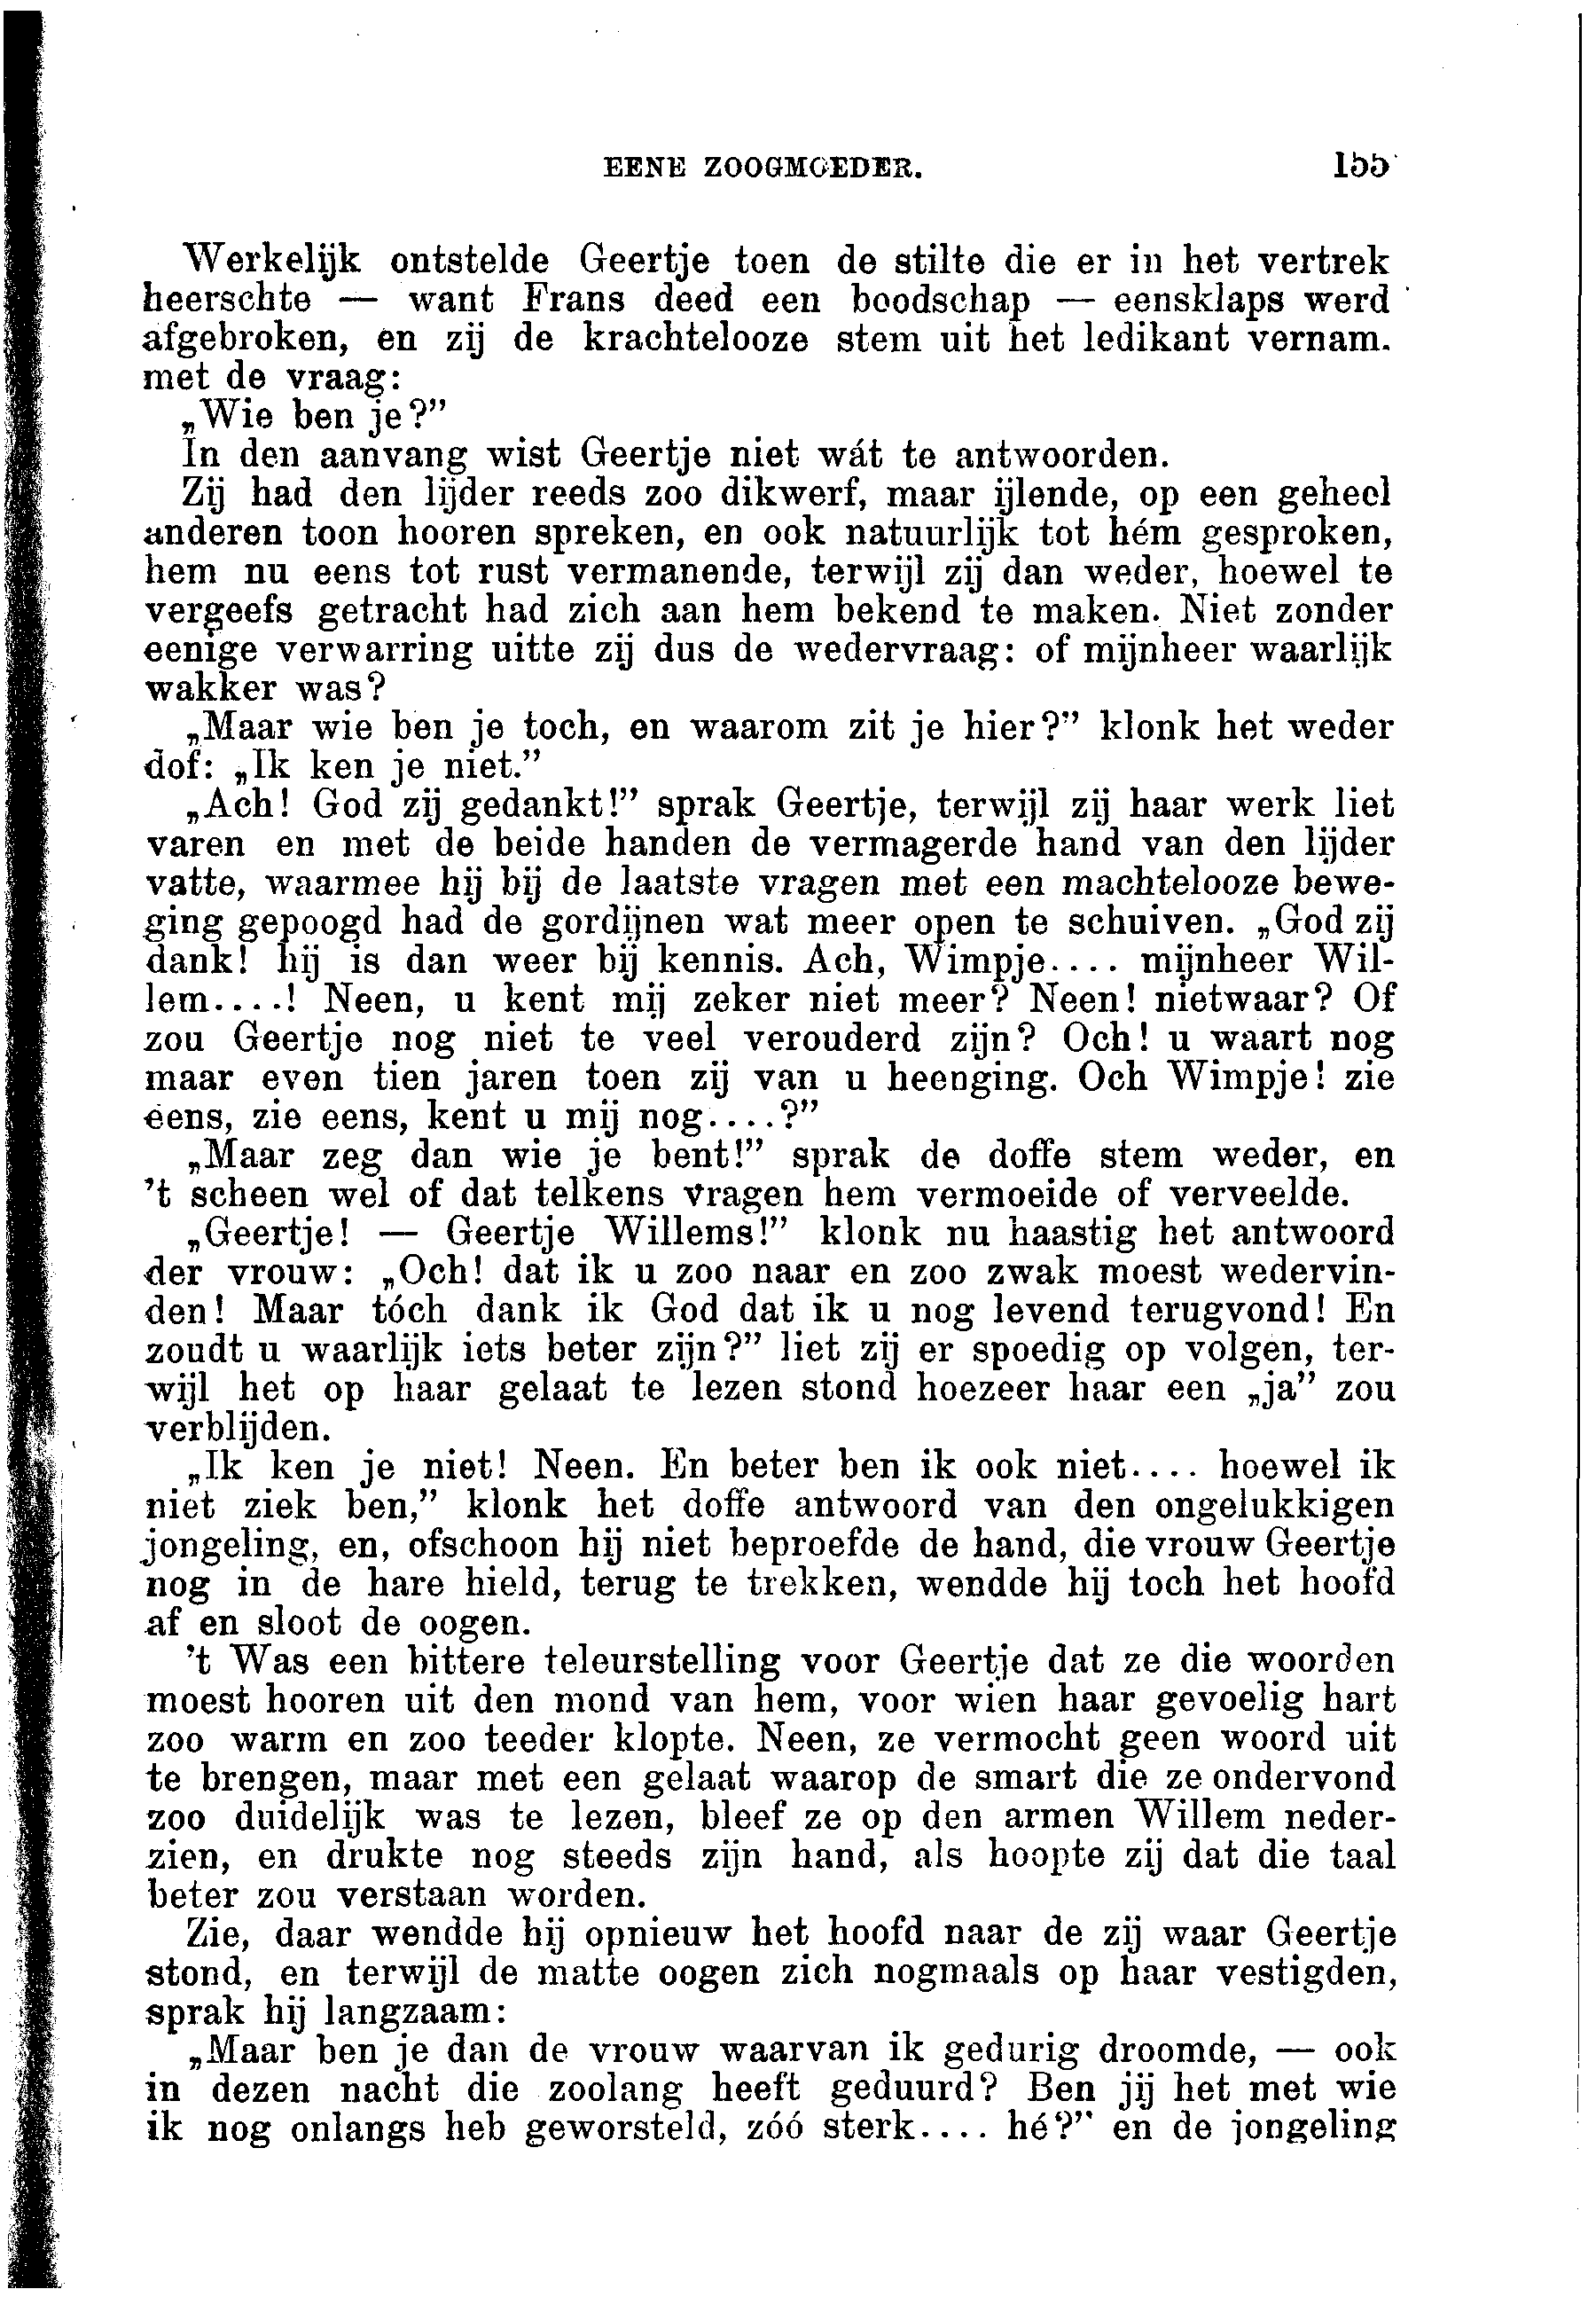 EENE ZOOGMOEDER. 155
Werkelijk ontstelde Geertje toen de stilte die er in het vertrek
heerschte — want Frans deed een boodschap — eensklaps werd
afgebroken, en zij de krachtelooze stem uit het ledikant vernam.
met de vraag:
„Wie ben je?”
In den aanvang wist Geertje niet wát te antwoorden.
Zij had den lijder reeds zoo dikwerf, maar ijlende, op een geheel
anderen toon hooren spreken, en ook natuurlijk tot hém gesproken,
hem nu eens tot rust vermanende, terwijl zij dan weder, hoewel te
vergeefs getracht had zich aan hem bekend te maken. Niet zonder
eenige verwarring uitte zij dus de wedervraag: of mijnheer waarlijk
wakker was?
„Maar wie ben je toch, en waarom zit je hier?” klonk het weder
dof: „Ik ken je niet.”
„Ach! God zij gedankt!” sprak Geertje, terwijl zij haar werk liet
varen en met de beide handen de vermagerde hand van den lijder
vatte, waarmee hij bij de laatste vragen met een machtelooze bewe-
ging gepoogd had de gordijnen wat meer open te schuiven. „God zij
dank! hij is dan weer bij kennis. Ach, Wimpje.... mijnheer Wil-
lem....! Neen, u kent mij zeker niet meer? Neen! nietwaar? Of
zou Geertje nog niet te veel verouderd zijn? Och! u waart nog
maar even tien jaren toen zij van u heenging. Och Wimpje! zie
eens, zie eens, kent u mij nog....?”
„Maar zeg dan wie je bent!” sprak de doffe stem weder, en
’t scheen wel of dat telkens vragen hem vermoeide of verveelde.
„Geertje! — Geertje Willems!” klonk nu haastig het antwoord
der vrouw: „Och! dat ik u zoo naar en zoo zwak moest wedervin-
den! Maar tóch dank ik God dat ik u nog levend terugvond! En
zoudt u waarlijk iets beter zijn?” liet zij er spoedig op volgen, ter-
wijl het op haar gelaat te lezen stond hoezeer haar een „ja” zou
verblijden.
„Ik ken je niet! Neen. En beter ben ik ook niet.... hoewel ik
niet ziek ben,” klonk het doffe antwoord van den ongelukkigen
jongeling, en, ofschoon hij niet beproefde de hand, die vrouw Geertje
nog in de hare hield, terug te trekken, wendde hij toch het hoofd
af en sloot de oogen.
’t Was een bittere teleurstelling voor Geertje dat ze die woorden
moest hooren uit den mond van hem, voor wien haar gevoelig hart
zoo warm en zoo teeder klopte. Neen, ze vermocht geen woord uit
te brengen, maar met een gelaat waarop de smart die ze ondervond
zoo duidelijk was te lezen, bleef ze op den armen Willem neder-
zien, en drukte nog steeds zijn hand, als hoopte zij dat die taal
beter zou verstaan worden.
Zie, daar wendde hij opnieuw het hoofd naar de zij waar Geertje
stond, en terwijl de matte oogen zich nogmaals op haar vestigden,
sprak hij langzaam:
„Maar ben je dan de vrouw waarvan ik gedurig droomde, — ook
in dezen nacht die zoolang heeft geduurd? Ben jij het met wie
ik nog onlangs heb geworsteld, zóó sterk.... hé?” en de jongeling